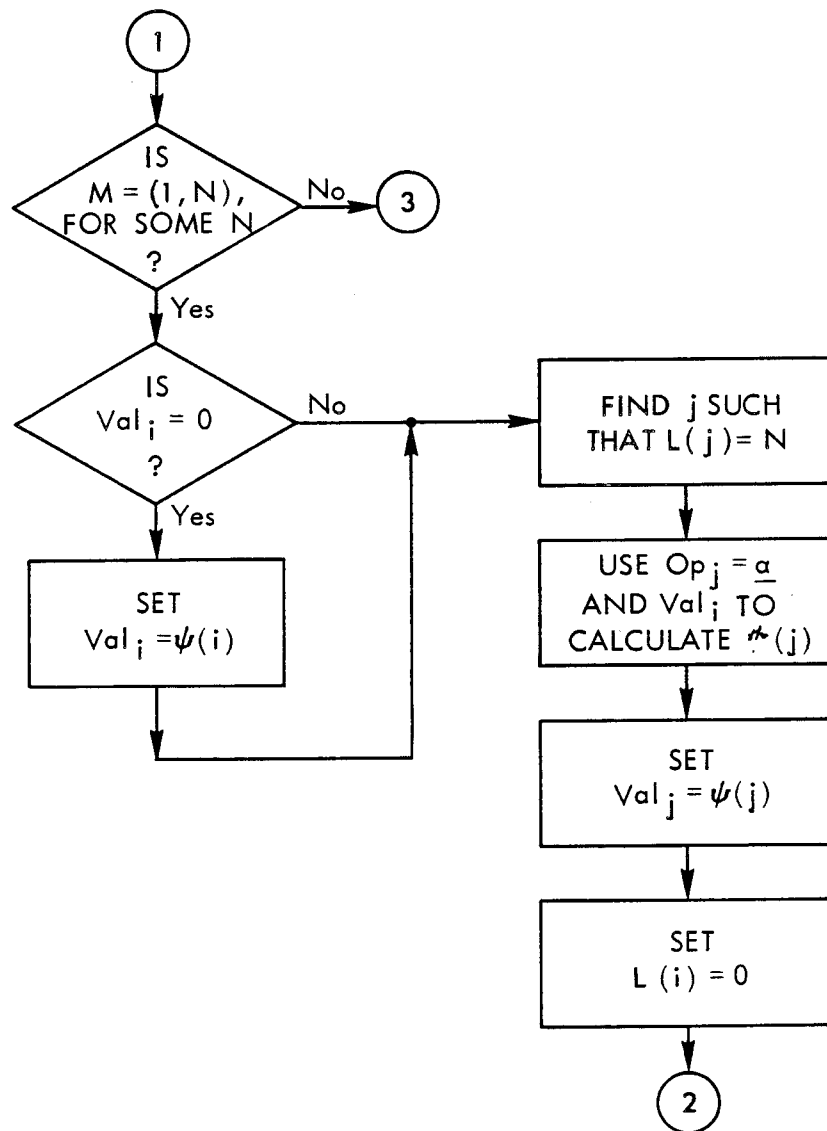 1
IS
M = (1, N),
FOR SOME N
?
No
3
Yes
IS
Val i = 0
?
No
Yes
SET
Val i = ψ(i)
FIND j SUCH
THAT L(j) = N
USE Op j = a
AND Val i TO
CALCULATE (j)
SET
Val j = ψ(j)
SET
L (i) = 0
2